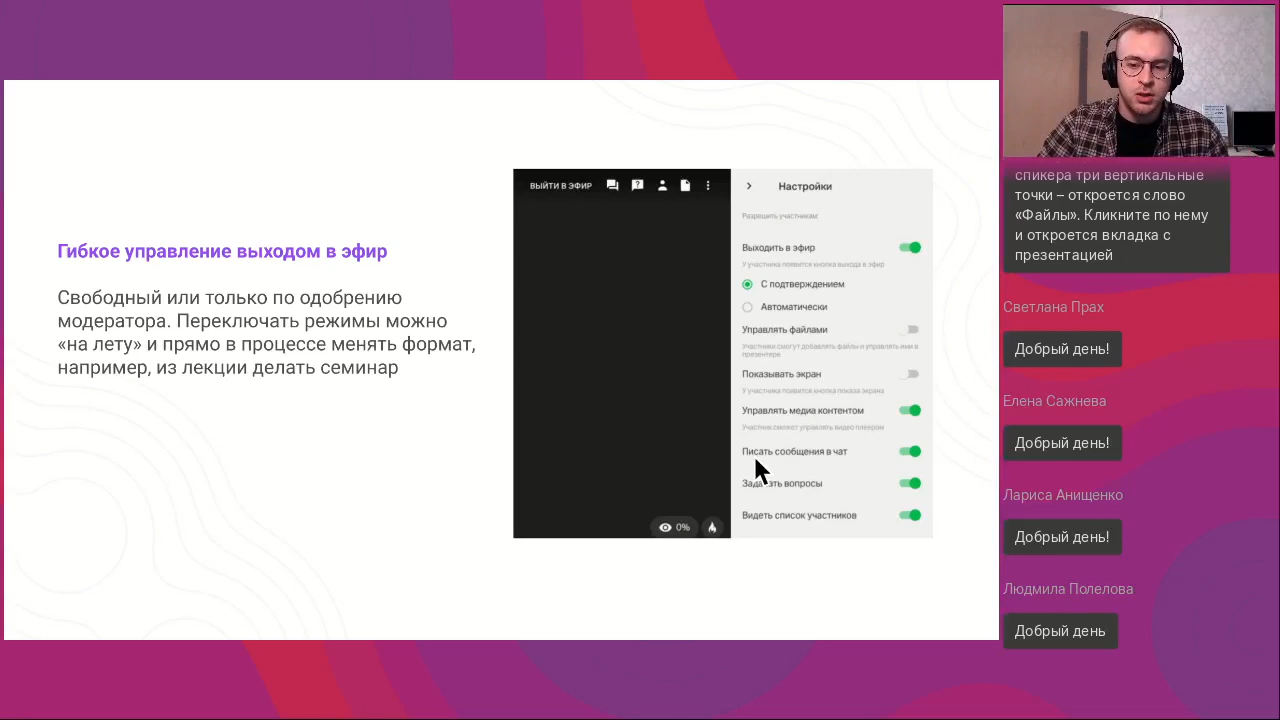 Гибкое управление выходом в эфир
Свободный или только по одобрению
модератора. Переключать режимы можно
«на лету» и прямо в процессе менять формат,
например, из лекции делать семинар
ВЫЙТИ В ЭФИР
Настройки
Разрешить участникам:
Выходить в эфир
У участника появится кнопка выхода в эфир
С подтверждением
Автоматически
Управлять файлами
Участники смогут добавлять файлы и управлять ими в
презентере
Показывать экран
У участника появится кнопка показа экрана
Управлять медиа контентом
Участник сможет управлять видео плеером
Писать сообщения в чат
Задавать вопросы
Видеть список участников
0%
спикера три вертикальные
точки – откроется слово
«Файлы». Кликните по нему
и откроется вкладка с
презентацией
Светлана Прах
Добрый день!
Елена Сажнева
Добрый день!
Лариса Анищенко
Добрый день!
Людмила Полелова
Добрый день